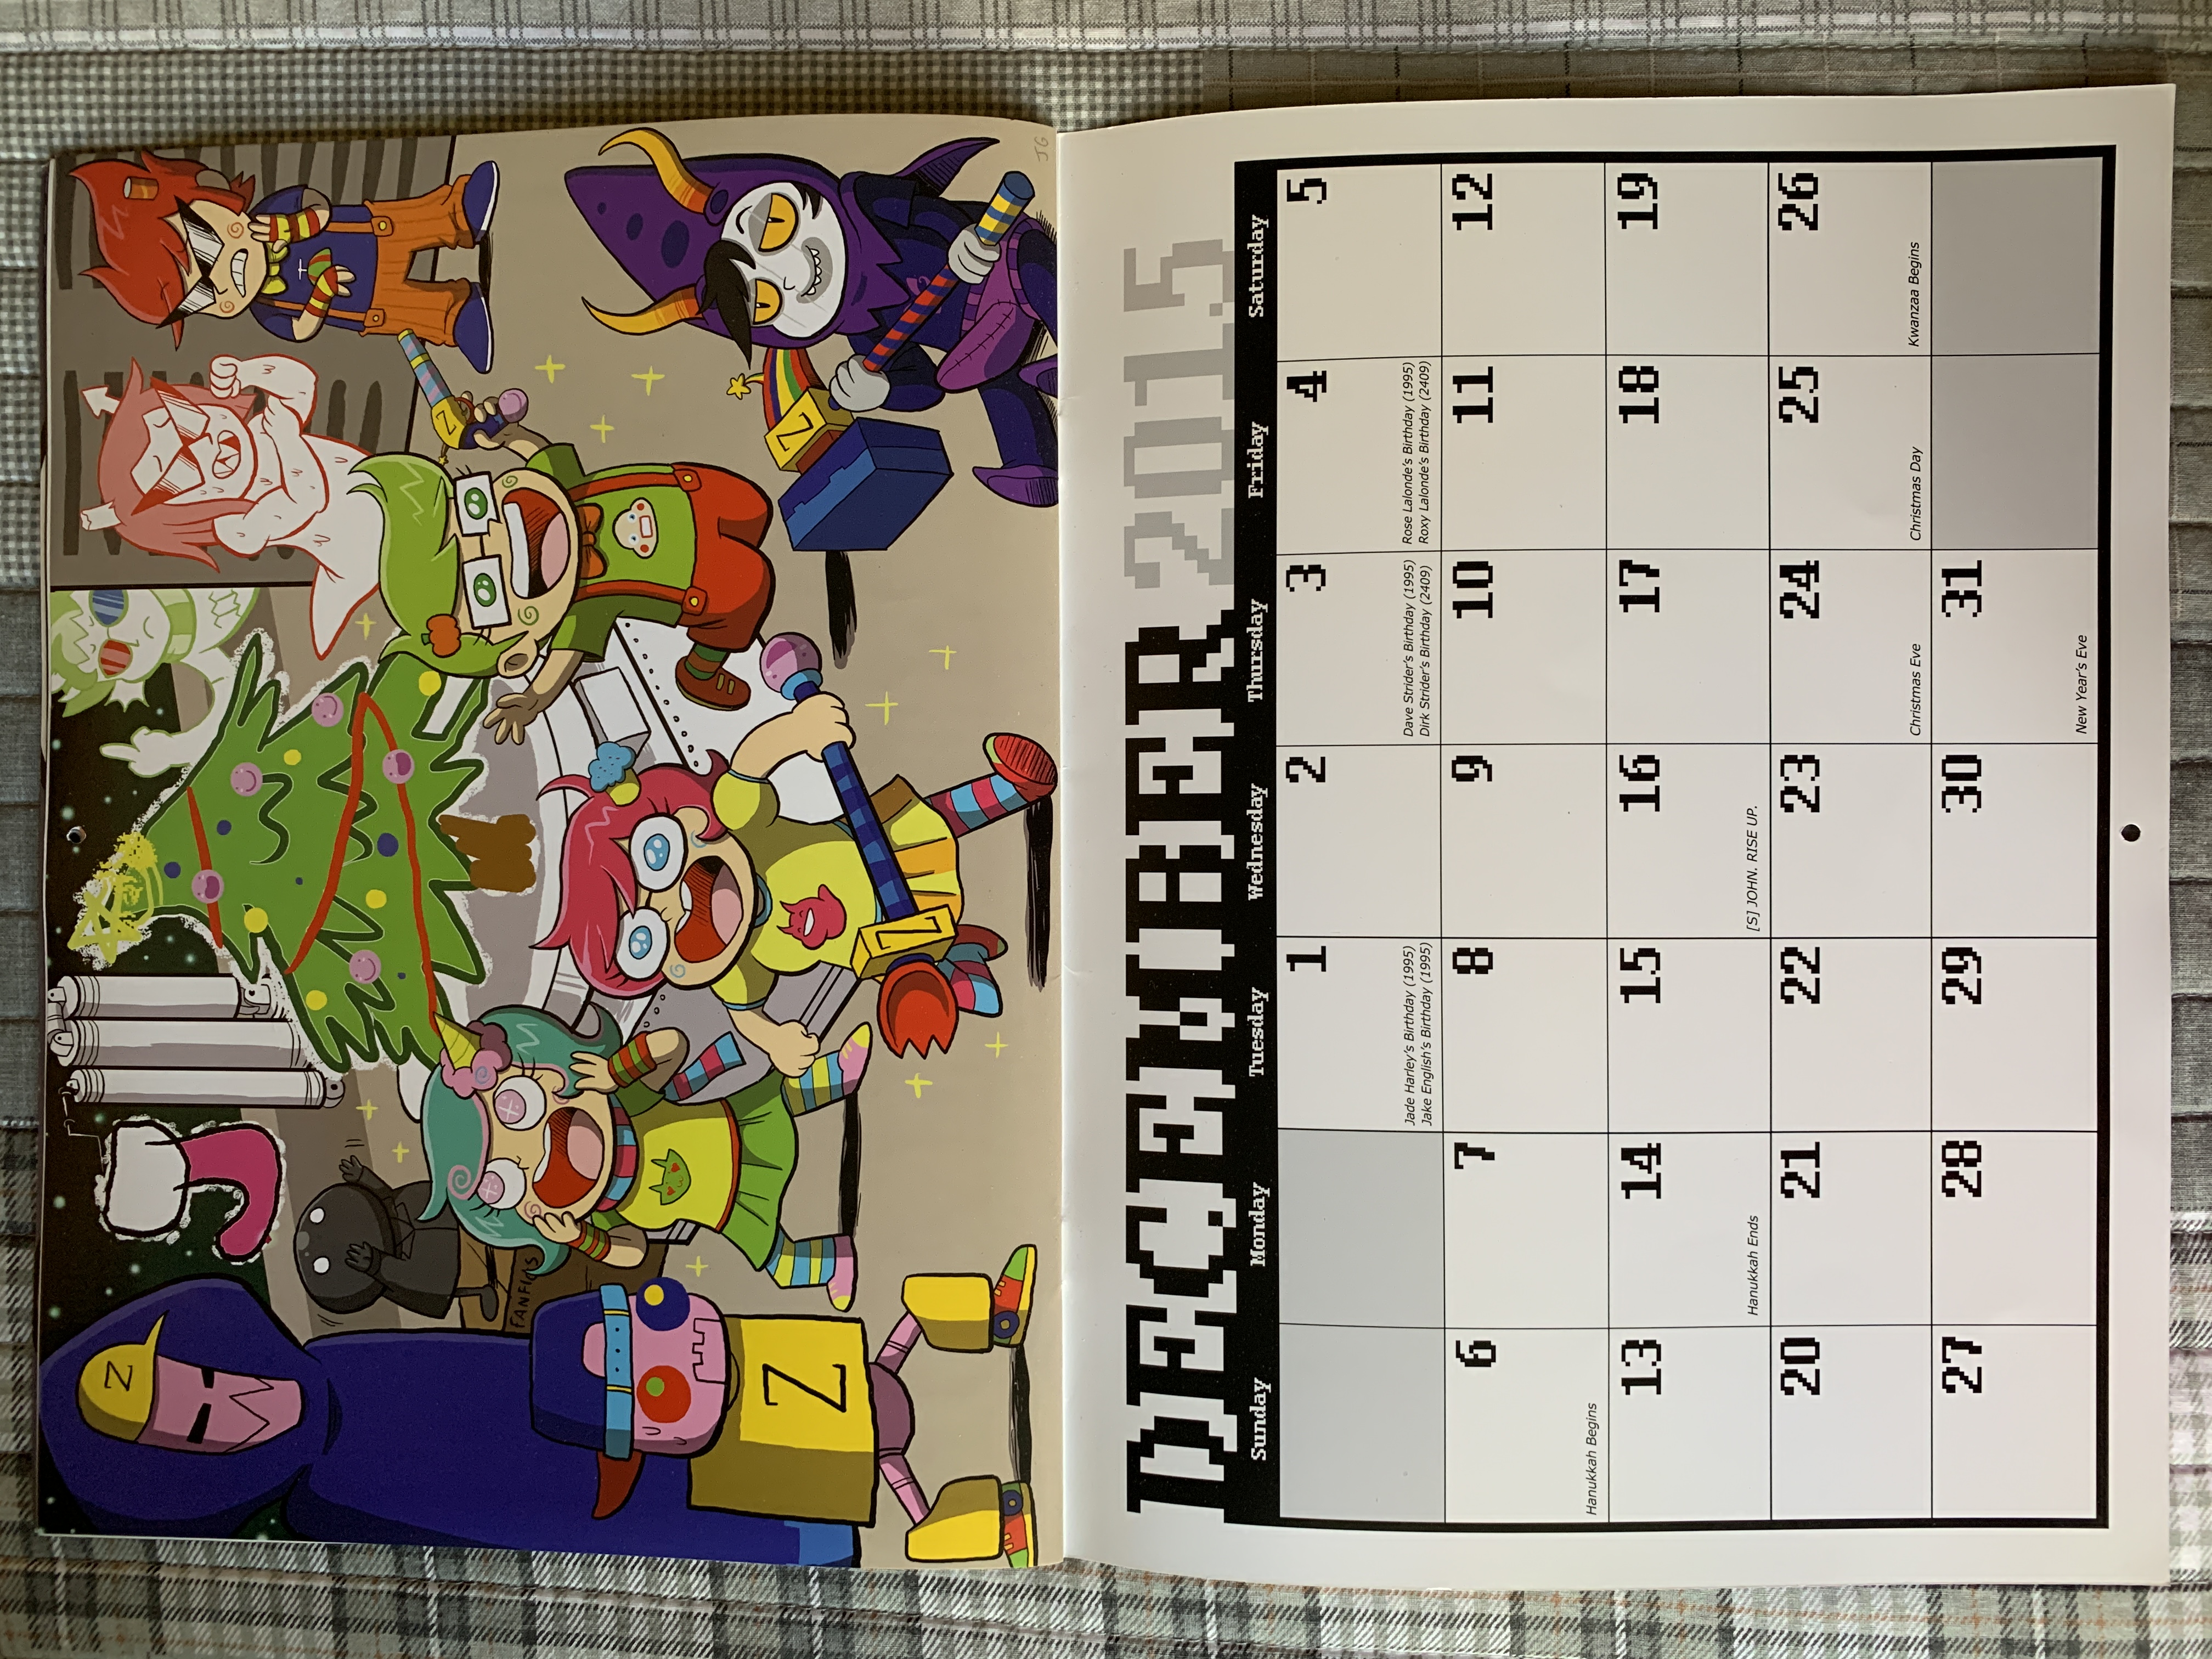 Z
FANFICS
Z
Z
Z
Z
Z
JG
DECEMBER 2015
Sunday Monday Tuesday Wednesday Thursday Friday Saturday
1 2 3 4 5
Jade Harley's Birthday (1995)
Jake English's Birthday (1995)
Dave Strider's Birthday (1995)
Dirk Strider's Birthday (2409)
Rose Lalonde's Birthday (1995)
Roxy Lalonde's Birthday (2409)
6 7 8 9 10 11 12
Hanukkah Begins
13 14 15 16 17 18 19
Hanukkah Ends
[S] JOHN. RISE UP.
20 21 22 23 24 25 26
Christmas Eve
Christmas Day
Kwanzaa Begins
27 28 29 30 31
New Year's Eve